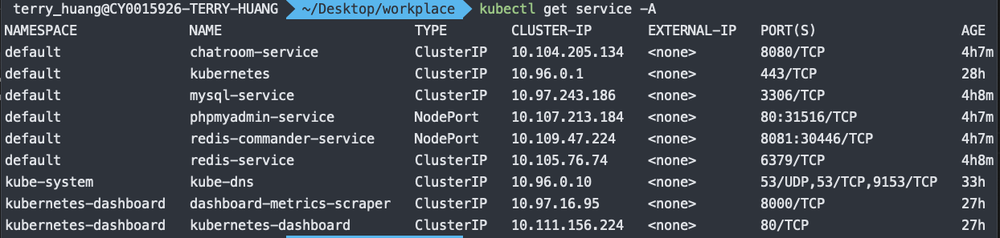 terry_huang@CY0015926-TERRY-HUANG ~/Desktop/workplace kubectl get service -A
NAMESPACE NAME TYPE CLUSTER-IP EXTERNAL-IP PORT(S) AGE
default chatroom-service ClusterIP 10.104.205.134 <none> 8080/TCP 4h7m
default kubernetes ClusterIP 10.96.0.1 <none> 443/TCP 28h
default mysql-service ClusterIP 10.97.243.186 <none> 3306/TCP 4h8m
default phpmyadmin-service NodePort 10.107.213.184 <none> 80:31516/TCP 4h7m
default redis-commander-service NodePort 10.109.47.224 <none> 8081:30446/TCP 4h7m
default redis-service ClusterIP 10.105.76.74 <none> 6379/TCP 4h8m
kube-system kube-dns ClusterIP 10.96.0.10 <none> 53/UDP,53/TCP,9153/TCP 33h
kubernetes-dashboard dashboard-metrics-scraper ClusterIP 10.97.16.95 <none> 8000/TCP 27h
kubernetes-dashboard kubernetes-dashboard ClusterIP 10.111.156.224 <none> 80/TCP 27h